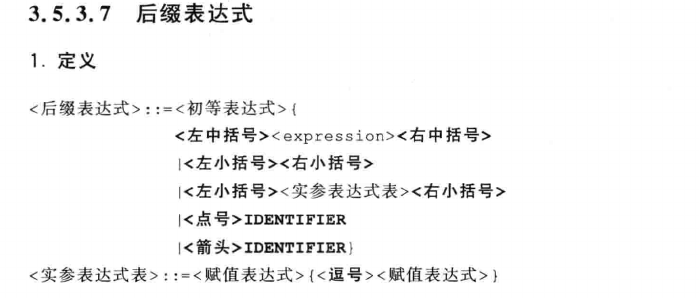 3.5.3.7 后缀表达式
1. 定义
<后缀表达式>::=<初等表达式>{
<左中括号><expression><右中括号>
|<左小括号><右小括号>
|<左小括号><实参表达式表><右小括号>
|<点号>IDENTIFIER
|<箭头>IDENTIFIER}
<实参表达式表>::=<赋值表达式>{<逗号><赋值表达式>}